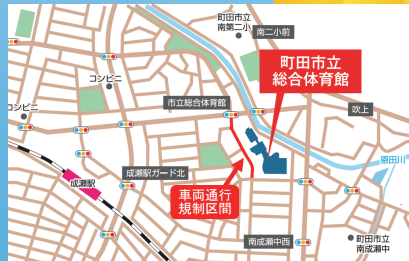 町田市立
南第二小
南二小前
町田市立
総合体育館
コンビニ
コンビニ
市立総合体育館
吹上
恩田川
成瀬駅ガード北
成瀬駅
車両通行
規制区間
南成瀬中西
町田市立
南成瀬中